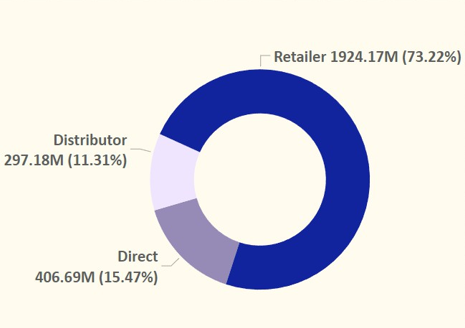 Retailer 1924.17M (73.22%)
Distributor
297.18M (11.31%)
Direct
406.69M (15.47%)